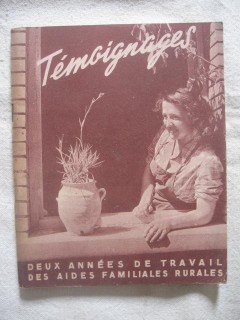 Témoignages
DEUX ANNÉES DE TRAVAIL
DES AIDES FAMILIALES RURALES